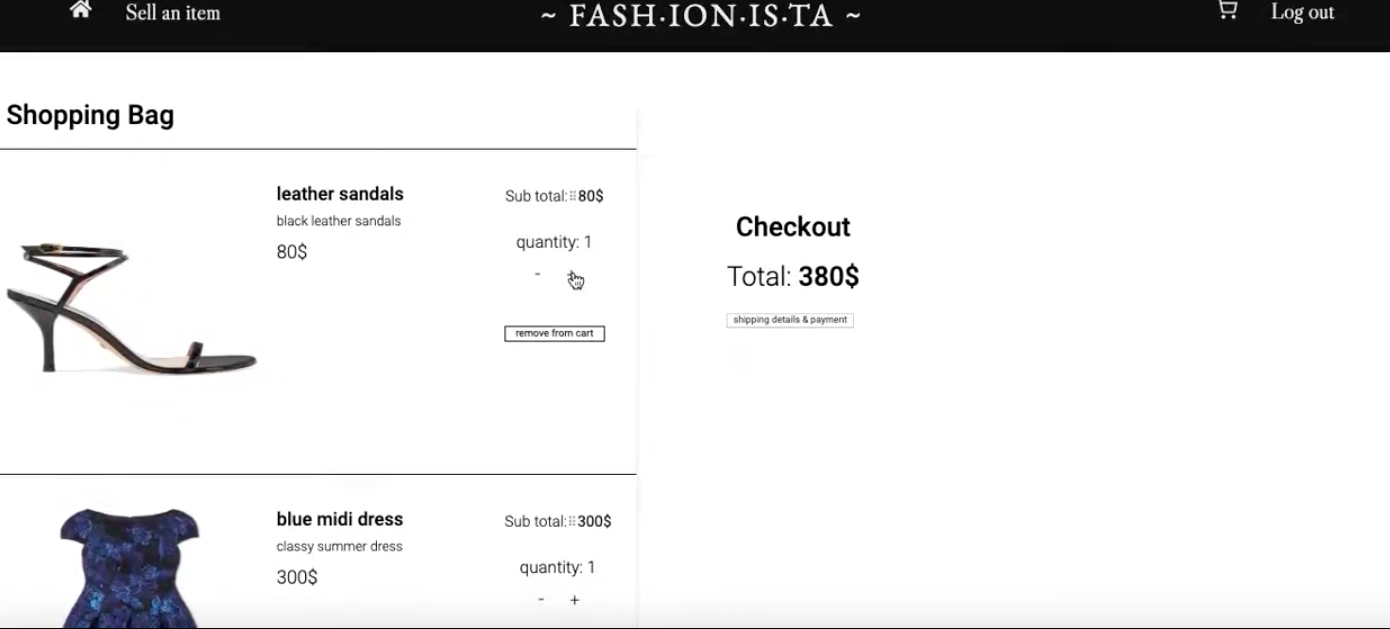 Sell an item
~ FASH·ION·IS·TA ~
Log out
Shopping Bag
leather sandals
black leather sandals
80$
Sub total:⠿80$
quantity: 1
-
remove from cart
Checkout
Total: 380$
shipping details & payment
blue midi dress
classy summer dress
300$
Sub total:⠿300$
quantity: 1
- +